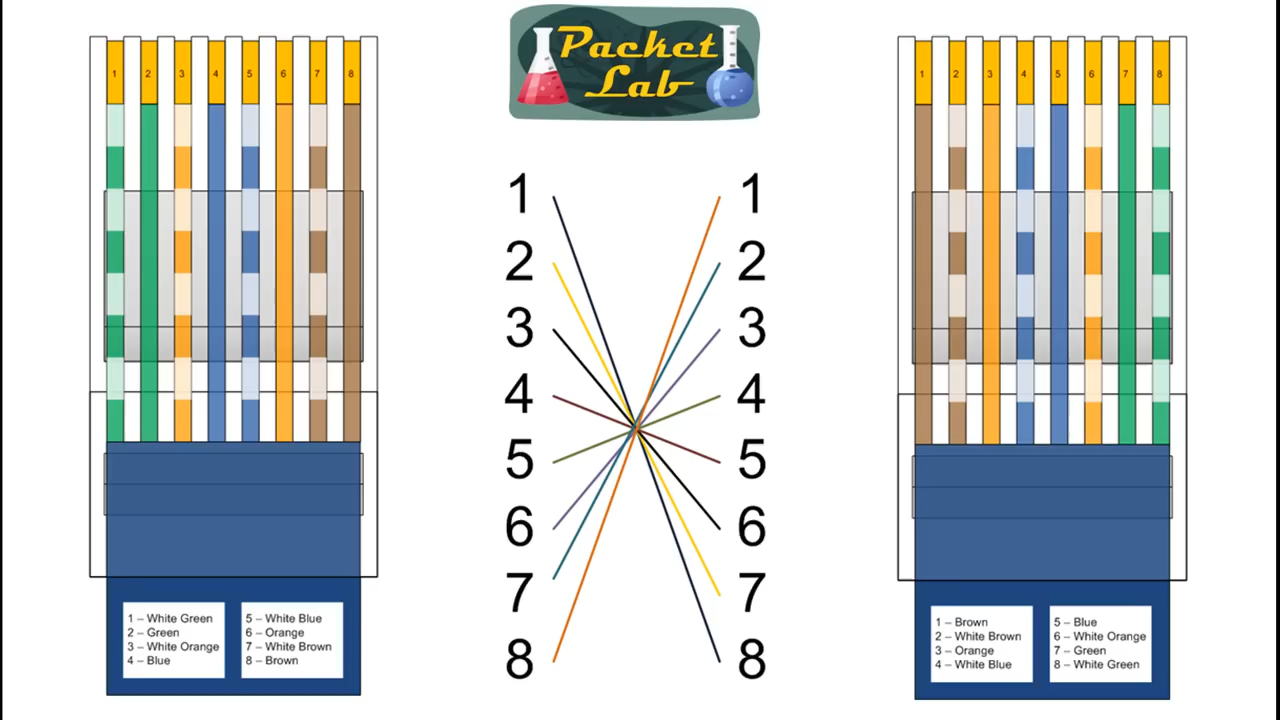 Packet
Lab
1 2 3 4 5 6 7 8
1 2 3 4 5 6 7 8
1 1
2 2
3 3
4 4
5 5
6 6
7 7
8 8
1 – White Green
2 – Green
3 – White Orange
4 – Blue
5 – White Blue
6 – Orange
7 – White Brown
8 – Brown
1 – Brown
2 – White Brown
3 – Orange
4 – White Blue
5 – Blue
6 – White Orange
7 – Green
8 – White Green